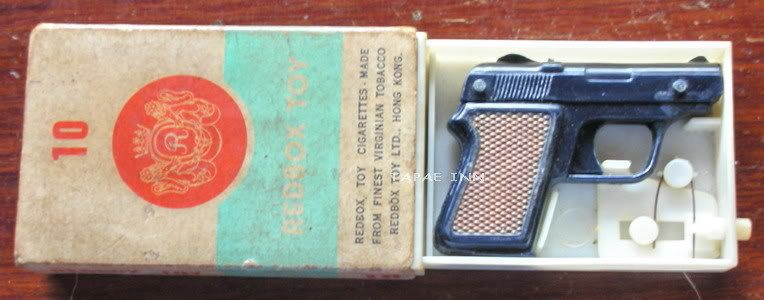 10
R
REDBOX TOY
REDBOX, TOY CIGARETTES - MADE
FROM FINEST VIRGINIAN TOBACCO
REDBOX TOY LTD., HONG KONG.
PAPAE INN